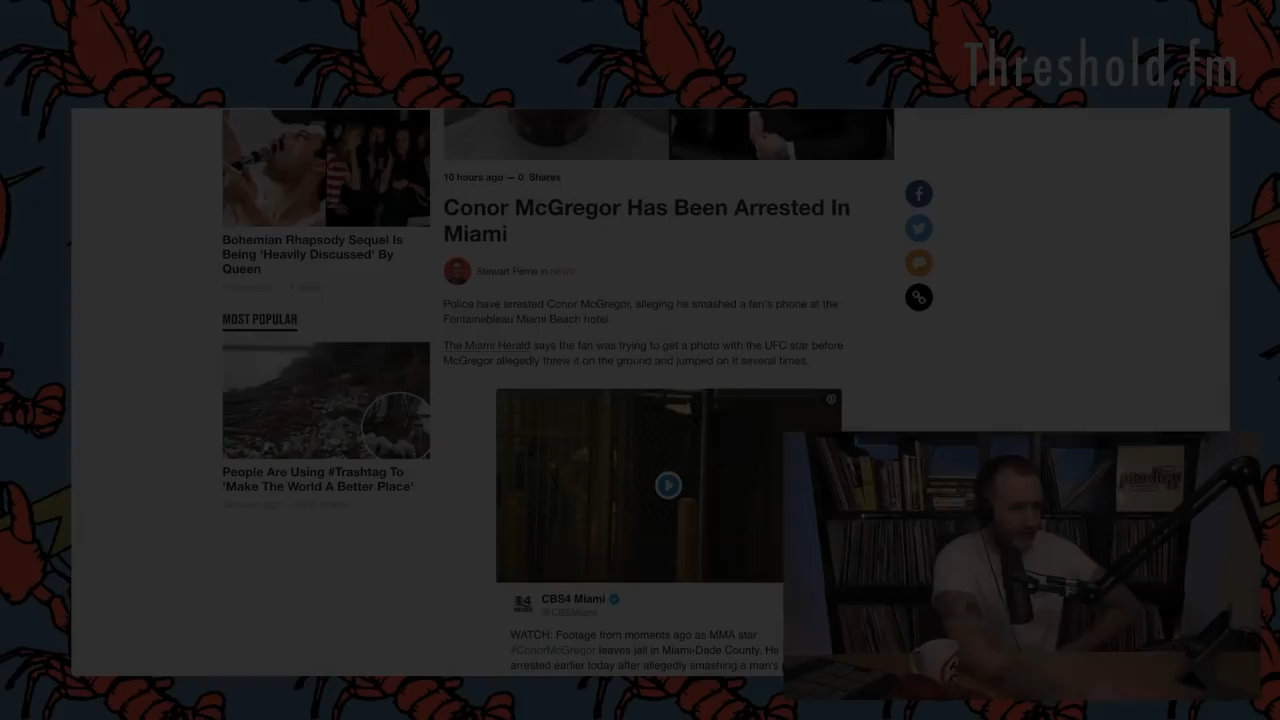 Threshold.fm
Bohemian Rhapsody Sequel Is
Being 'Heavily Discussed' By
Queen
MOST POPULAR
People Are Using #Trashtag To
'Make The World A Better Place'
10 hours ago — 0 Shares
Conor McGregor Has Been Arrested In
Miami
Stewart Perrie in NEWS
Police have arrested Conor McGregor, alleging he smashed a fan's phone at the
Fontainebleau Miami Beach hotel
The Miami Herald says the fan was trying to get a photo with the UFC star before
McGregor allegedly threw it on the ground and jumped on it several times.
CBS4 Miami
@CBSMiami
WATCH: Footage from moments ago as MMA star
#ConorMcGregor leaves jail in Miami-Dade County. He
arrested earlier today after allegedly smashing a man's